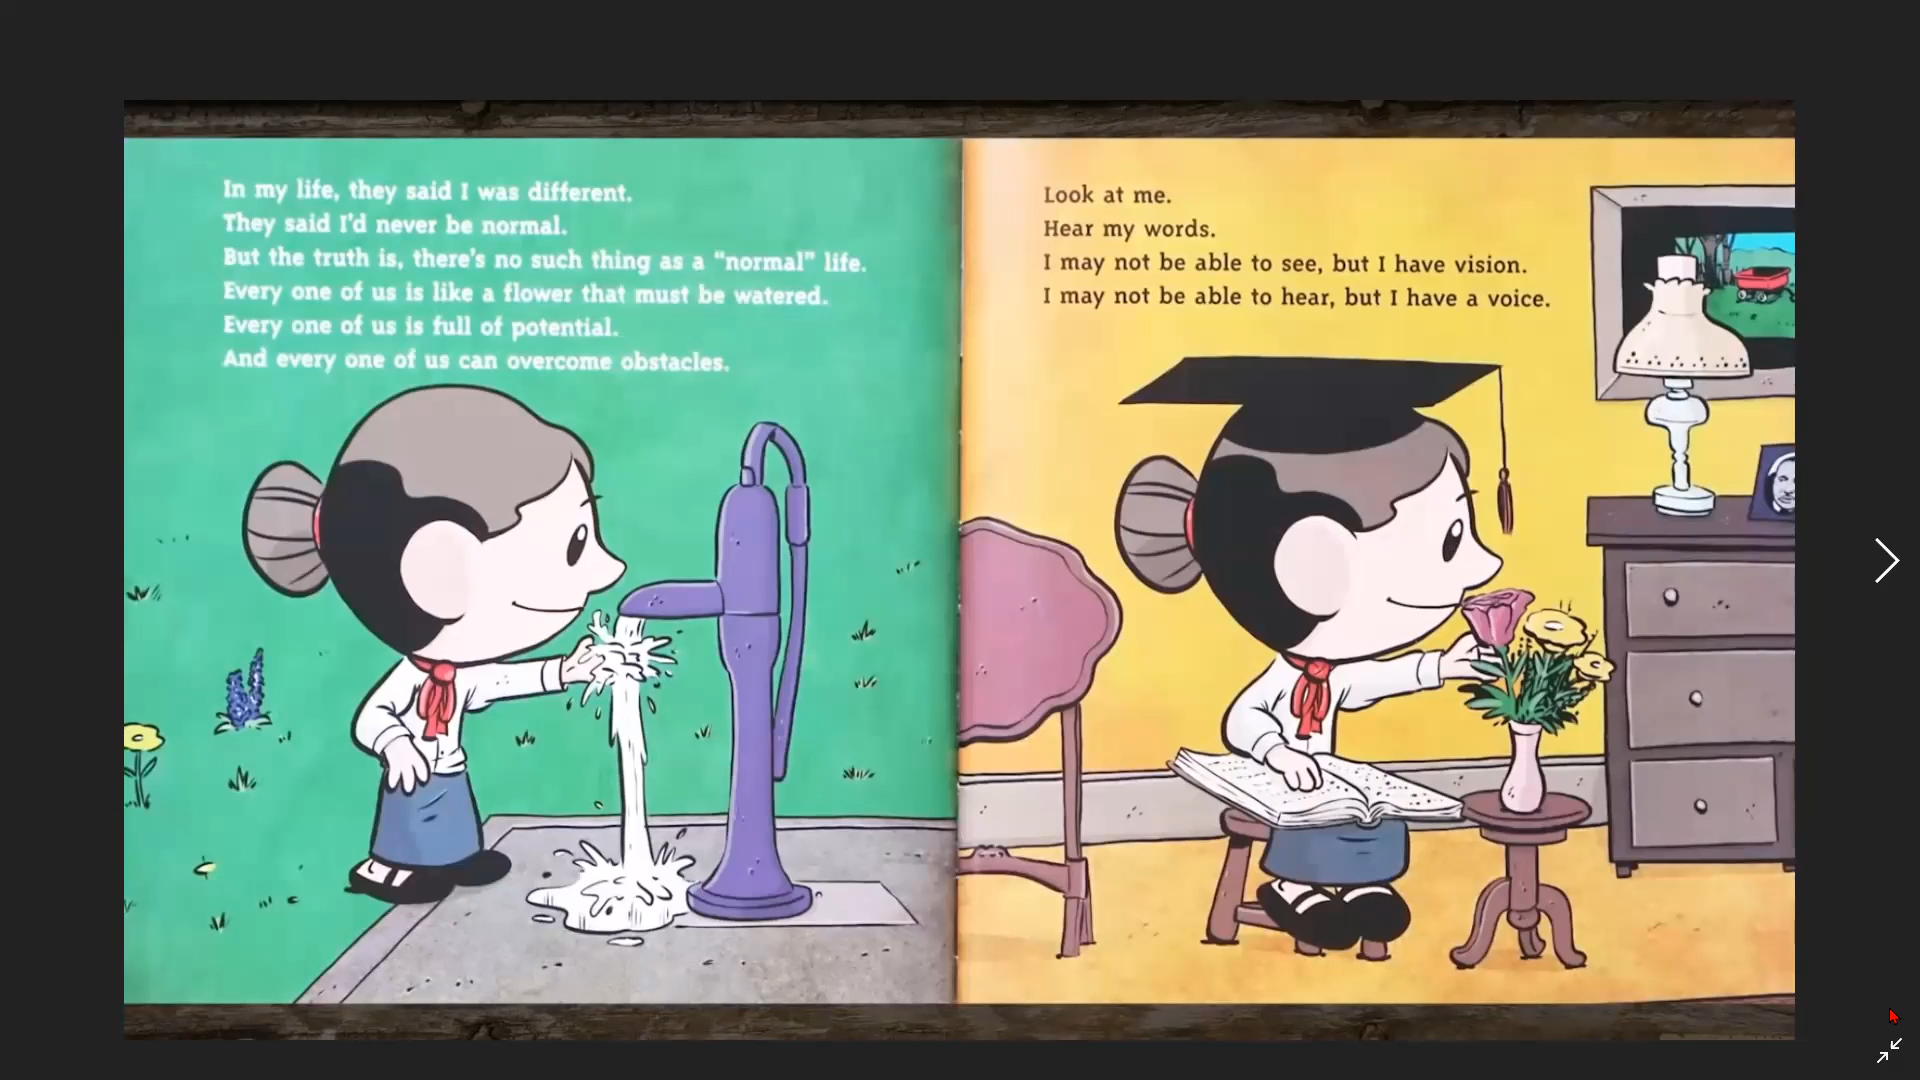 In my life, they said I was different.
They said I'd never be normal.
But the truth is, there's no such thing as a “normal” life.
Every one of us is like a flower that must be watered.
Every one of us is full of potential.
And every one of us can overcome obstacles.
Look at me.
Hear my words.
I may not be able to see, but I have vision.
I may not be able to hear, but I have a voice.